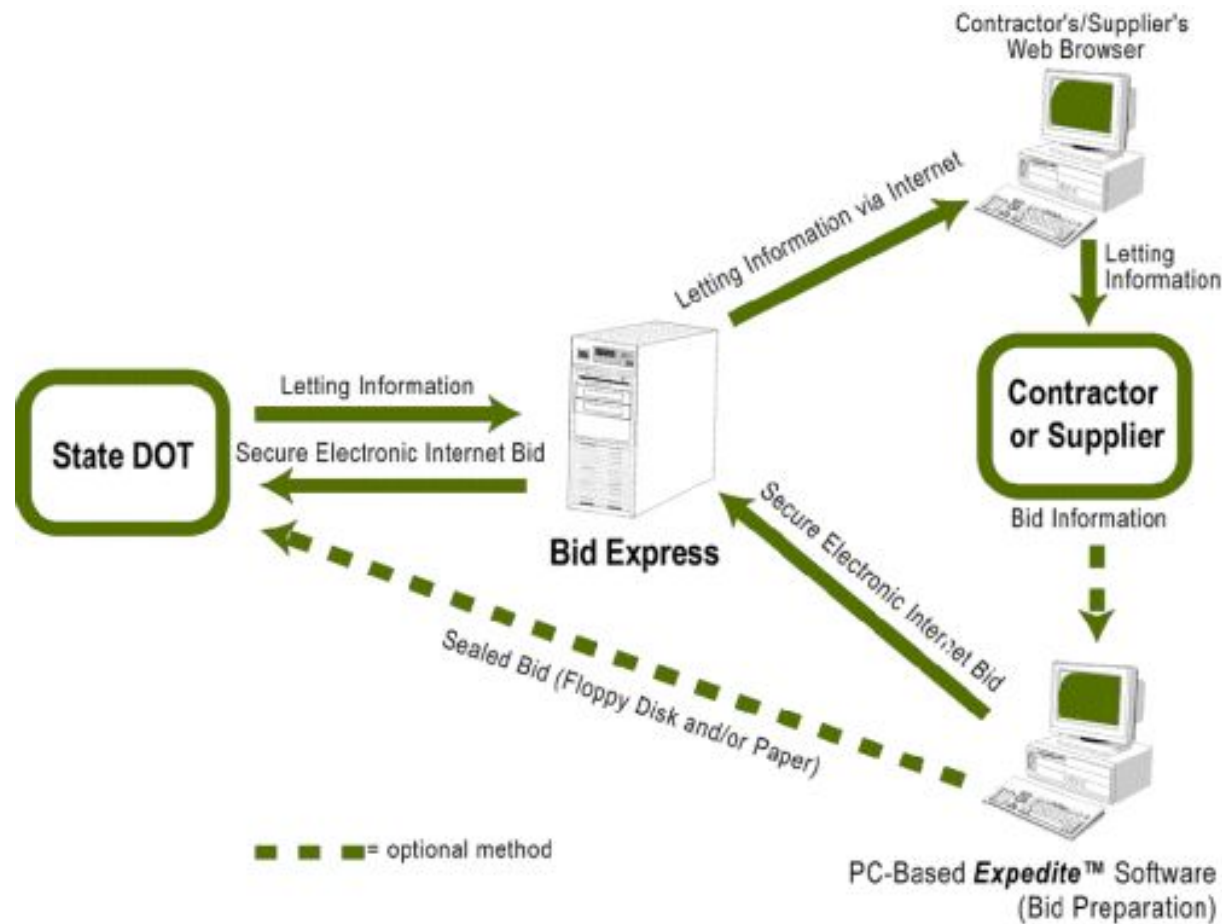 Contractor's/Supplier's
Web Browser
Letting Information via Internet
Letting
Information
Contractor
or Supplier
Letting Information
State DOT
Secure Electronic Internet Bid
Bid Express
Bid Information
Secure Electronic Internet Bid
Sealed Bid (Floppy Disk and/or Paper)
= optional method
PC-Based Expedite™ Software
(Bid Preparation)